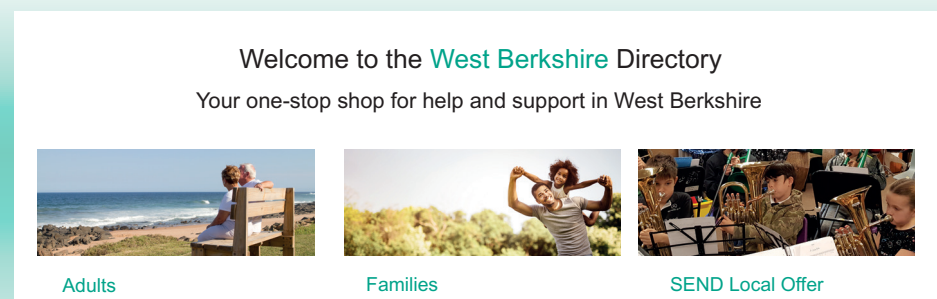 Welcome to the West Berkshire Directory
Your one-stop shop for help and support in West Berkshire
Adults
Families
SEND Local Offer